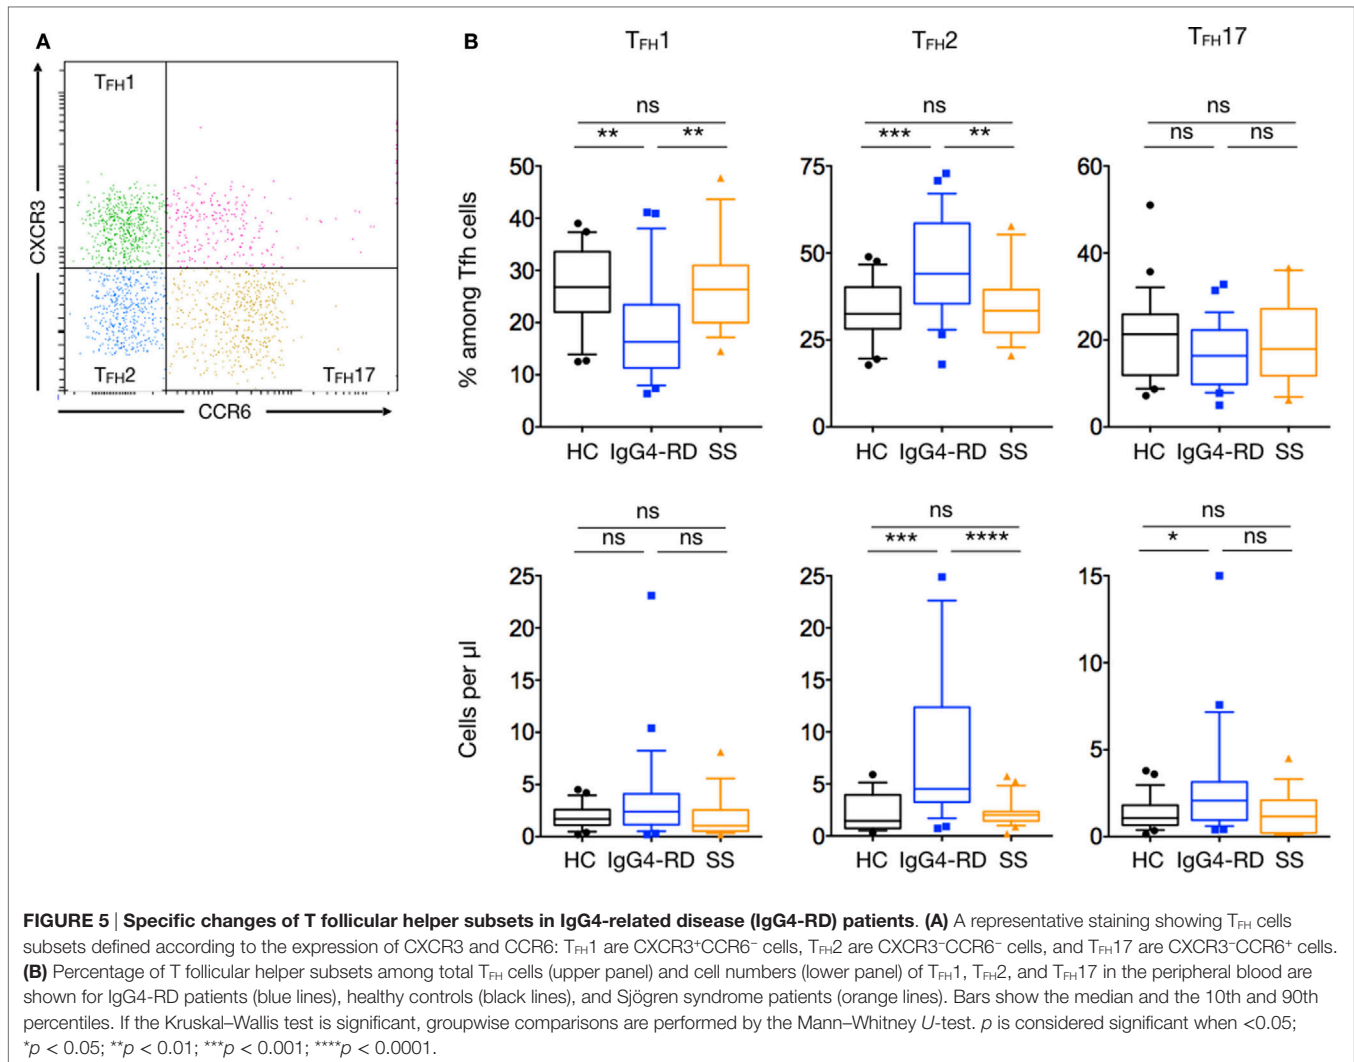 A
TFH1
CXCR3
TFH2
TFH17
CCR6
B
TFH1
TFH2
TFH17
ns
** **
ns
*** **
ns
ns ns
% among Tfh cells
50
40
30
20
10
0
HC IgG4-RD SS
75
50
25
0
HC IgG4-RD SS
60
40
20
0
HC IgG4-RD SS
ns
ns ns
ns
*** ****
ns
* ns
Cells per µl
25
20
15
10
5
0
HC IgG4-RD SS
25
20
15
10
5
0
HC IgG4-RD SS
15
10
5
0
HC IgG4-RD SS
FIGURE 5 | Specific changes of T follicular helper subsets in IgG4-related disease (IgG4-RD) patients. (A) A representative staining showing TFH cells
subsets defined according to the expression of CXCR3 and CCR6: TFH1 are CXCR3+CCR6− cells, TFH2 are CXCR3−CCR6− cells, and TFH17 are CXCR3−CCR6+ cells.
(B) Percentage of T follicular helper subsets among total TFH cells (upper panel) and cell numbers (lower panel) of TFH1, TFH2, and TFH17 in the peripheral blood are
shown for IgG4-RD patients (blue lines), healthy controls (black lines), and Sjögren syndrome patients (orange lines). Bars show the median and the 10th and 90th
percentiles. If the Kruskal–Wallis test is significant, groupwise comparisons are performed by the Mann–Whitney U-test. p is considered significant when <0.05;
*p < 0.05; **p < 0.01; ***p < 0.001; ****p < 0.0001.